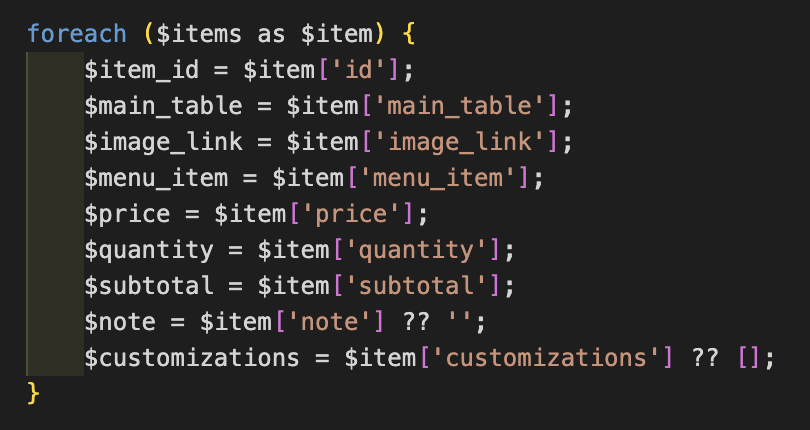 foreach ($items as $item) {
    $item_id = $item['id'];
    $main_table = $item['main_table'];
    $image_link = $item['image_link'];
    $menu_item = $item['menu_item'];
    $price = $item['price'];
    $quantity = $item['quantity'];
    $subtotal = $item['subtotal'];
    $note = $item['note'] ?? '';
    $customizations = $item['customizations'] ?? [];
}